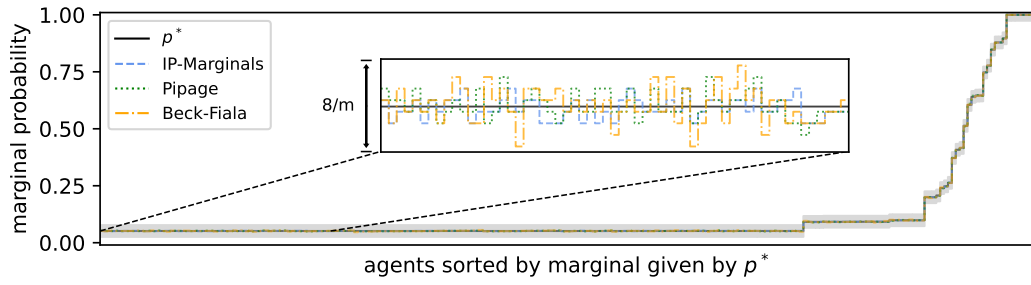 marginal probability
1.00
0.75
0.50
0.25
0.00
p*
IP-Marginals
Pipage
Beck-Fiala
8/m
agents sorted by marginal given by p*